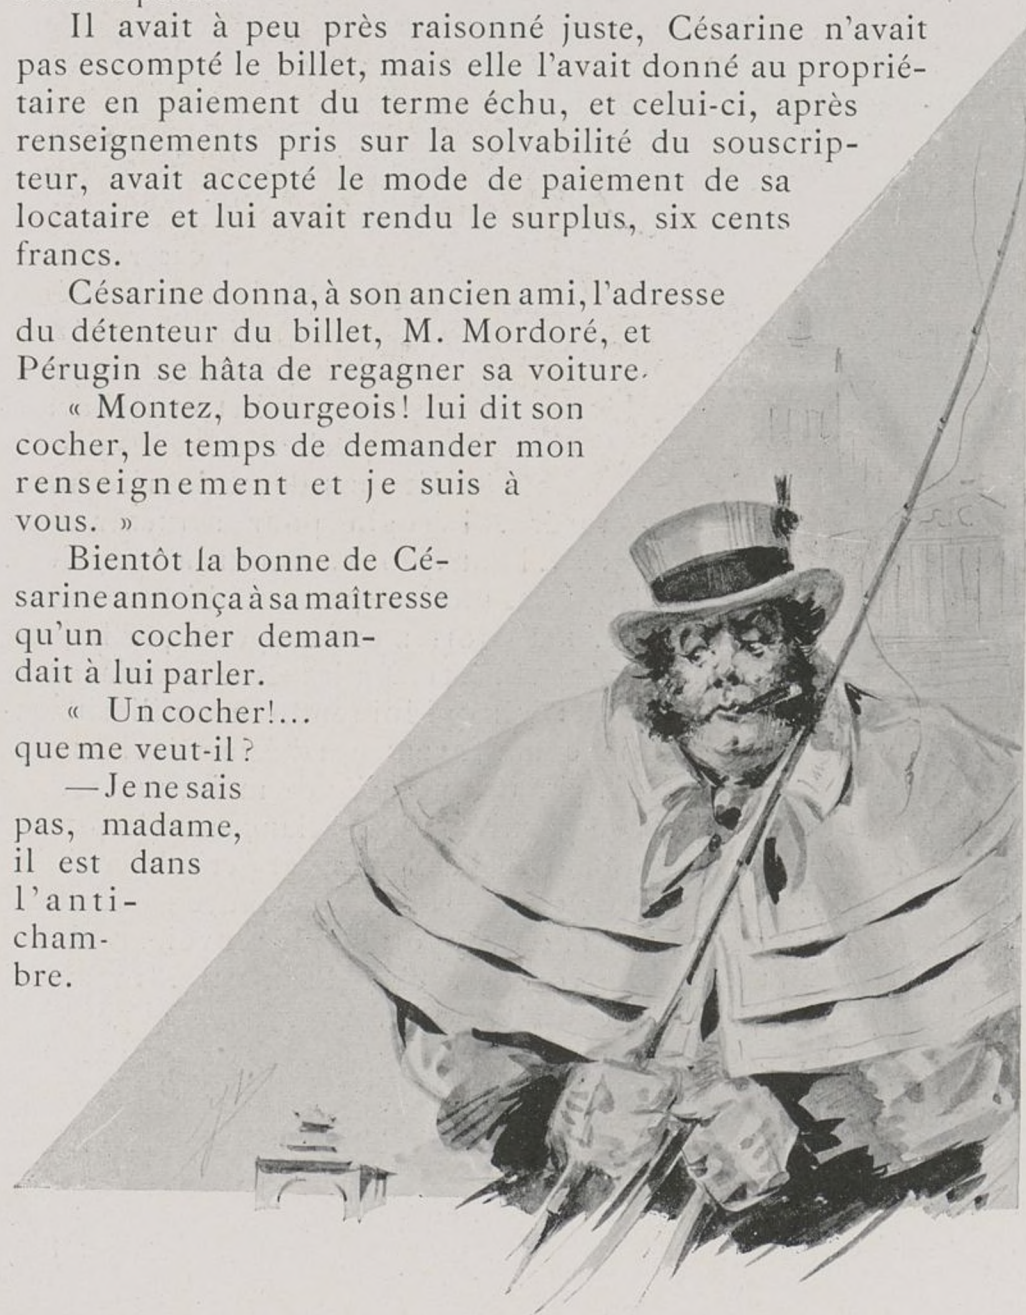 Il avait à peu près raisonné juste, Césarine n'avait
pas escompté le billet, mais elle l'avait donné au proprié-
taire en paiement du terme échu, et celui-ci, après
renseignements pris sur la solvabilité du souscrip-
teur, avait accepté le mode de paiement de sa
locataire et lui avait rendu le surplus, six cents
francs.
Césarine donna, à son ancien ami, l'adresse
du détenteur du billet, M. Mordoré, et
Pérugin se hâta de regagner sa voiture.
« Montez, bourgeois! lui dit son
cocher, le temps de demander mon
renseignement et je suis à
vous. »
Bientôt la bonne de Cé-
sarine annonça à sa maîtresse
qu'un cocher deman-
dait à lui parler.
« Un cocher!...
que me veut-il ?
— Je ne sais
pas, madame,
il est dans
l'anti-
cham-
bre.